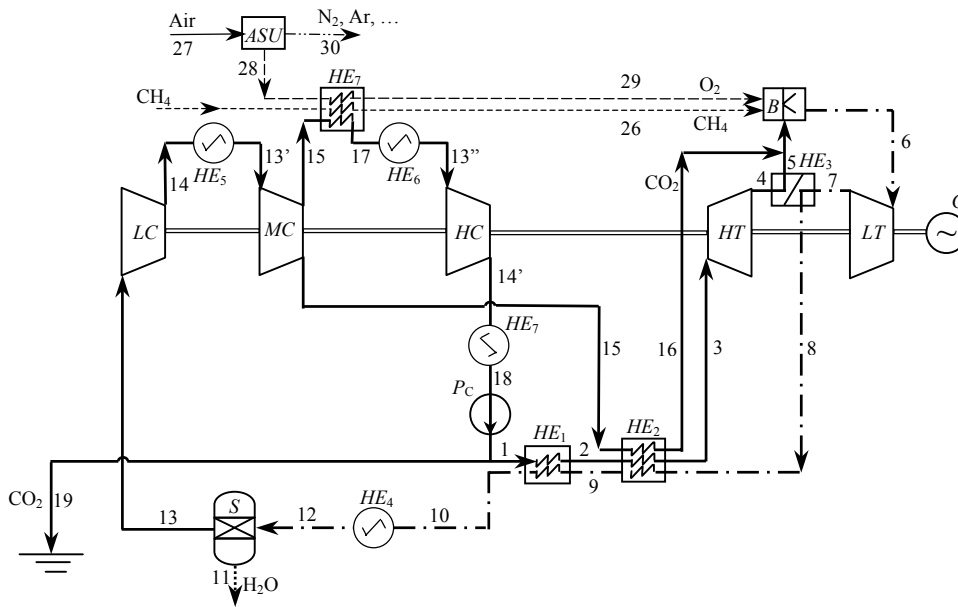 Air
27
ASU
N2, Ar, …
30
28
HE7
29
O2
CH4
26
CH4
B
6
14
HE5
13'
15
17
HE6
13"
CO2
5
HE3
4
7
LC
MC
HC
HT
LT
~
14'
HE7
15
16
3
8
18
PC
1
HE1
2
HE2
9
CO2
19
13
S
12
HE4
10
11
H2O